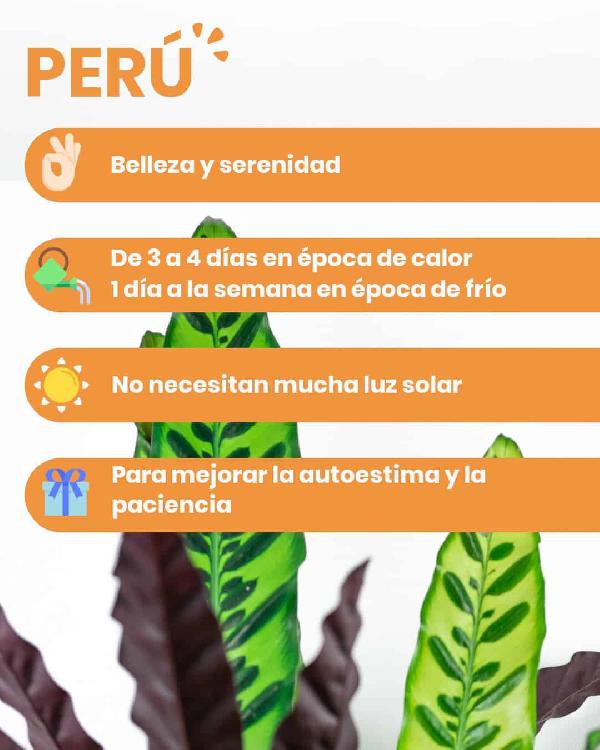 PERÚ
Belleza y serenidad
De 3 a 4 días en época de calor
1 día a la semana en época de frío
No necesitan mucha luz solar
Para mejorar la autoestima y la
paciencia